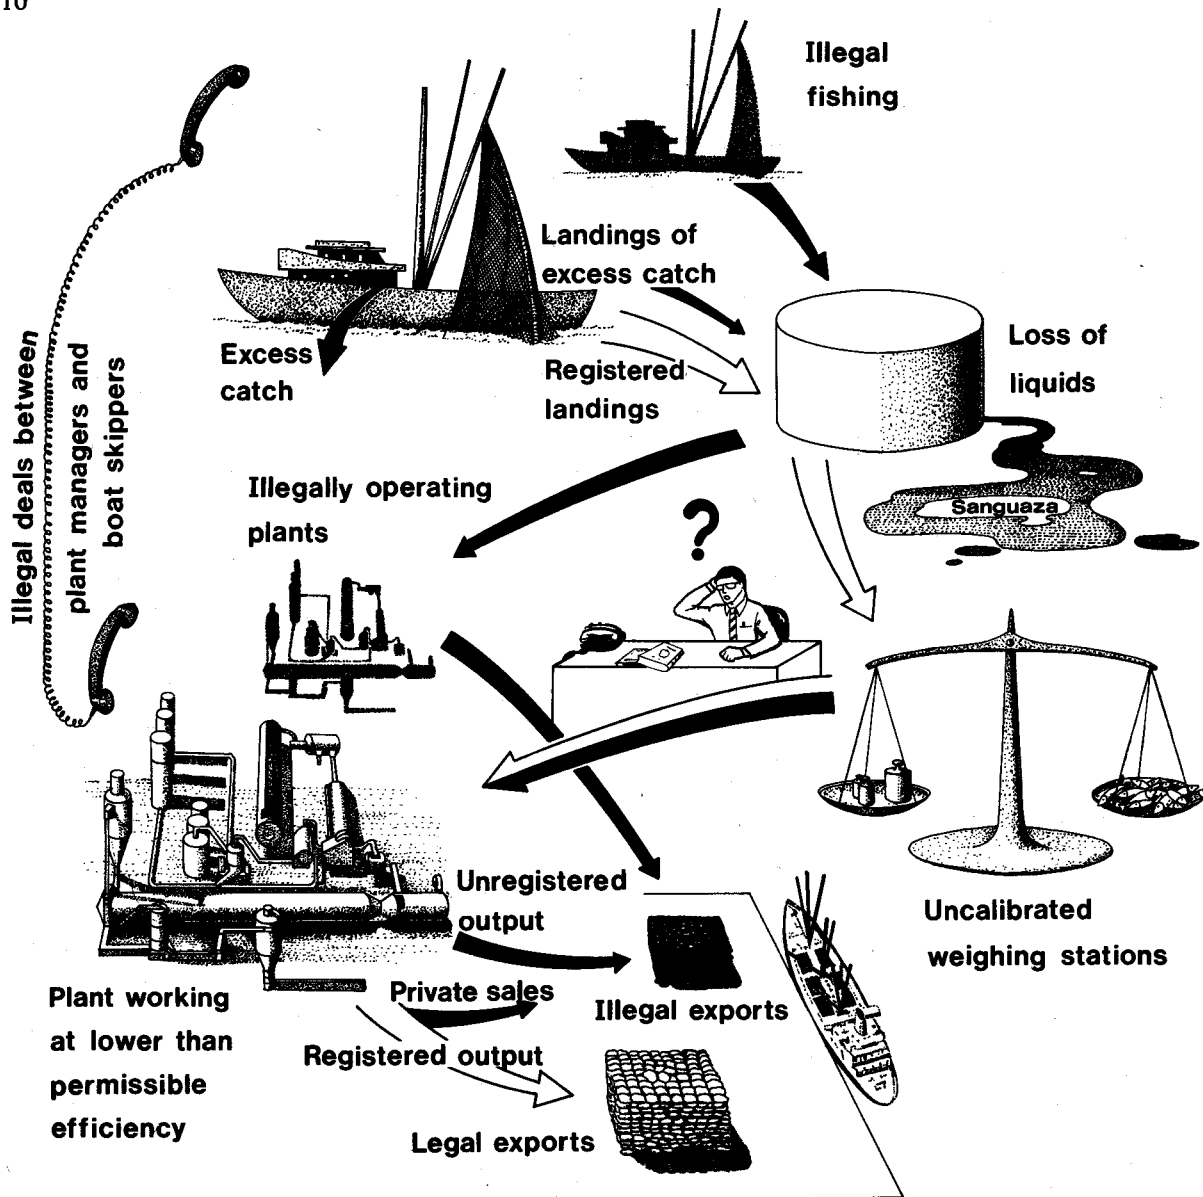 10
Illegal
fishing
Landings of
excess catch
Excess
catch
Registered
landings
Loss of
liquids
Sanguaza
Illegal deals between
plant managers and
boat skippers
Illegally operating
plants
?
Uncalibrated
weighing stations
Unregistered
output
Private sales
Illegal exports
Registered output
Legal exports
Plant working
at lower than
permissible
efficiency